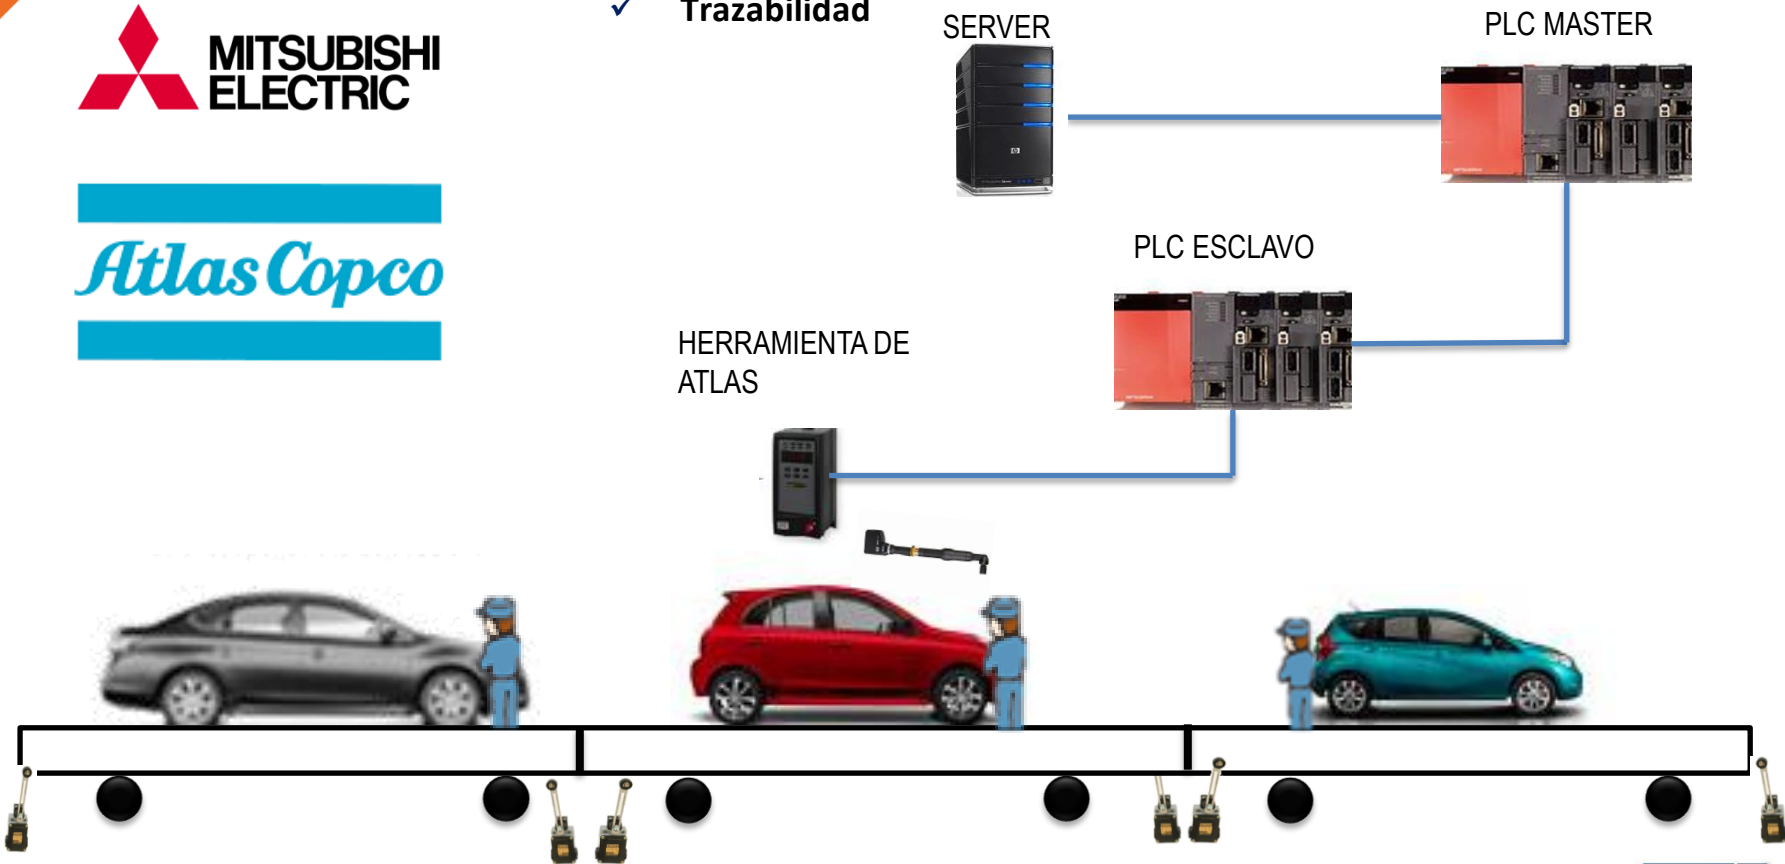 Trazabilidad
SERVER
PLC MASTER
MITSUBISHI
ELECTRIC
PLC ESCLAVO
Atlas Copco
HERRAMIENTA DE
ATLAS